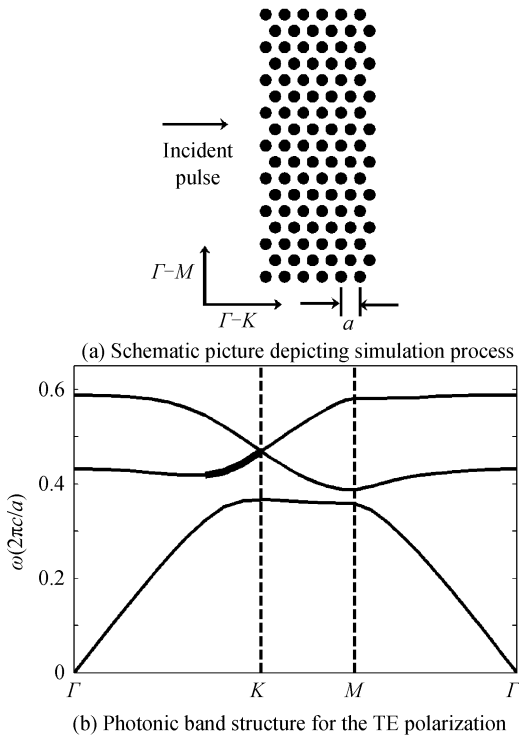 Incident
pulse
Γ−M
Γ−K
a
(a) Schematic picture depicting simulation process
0.6
0.4
0.2
0
ω(2πc/a)
Γ
K
M
Γ
(b) Photonic band structure for the TE polarization